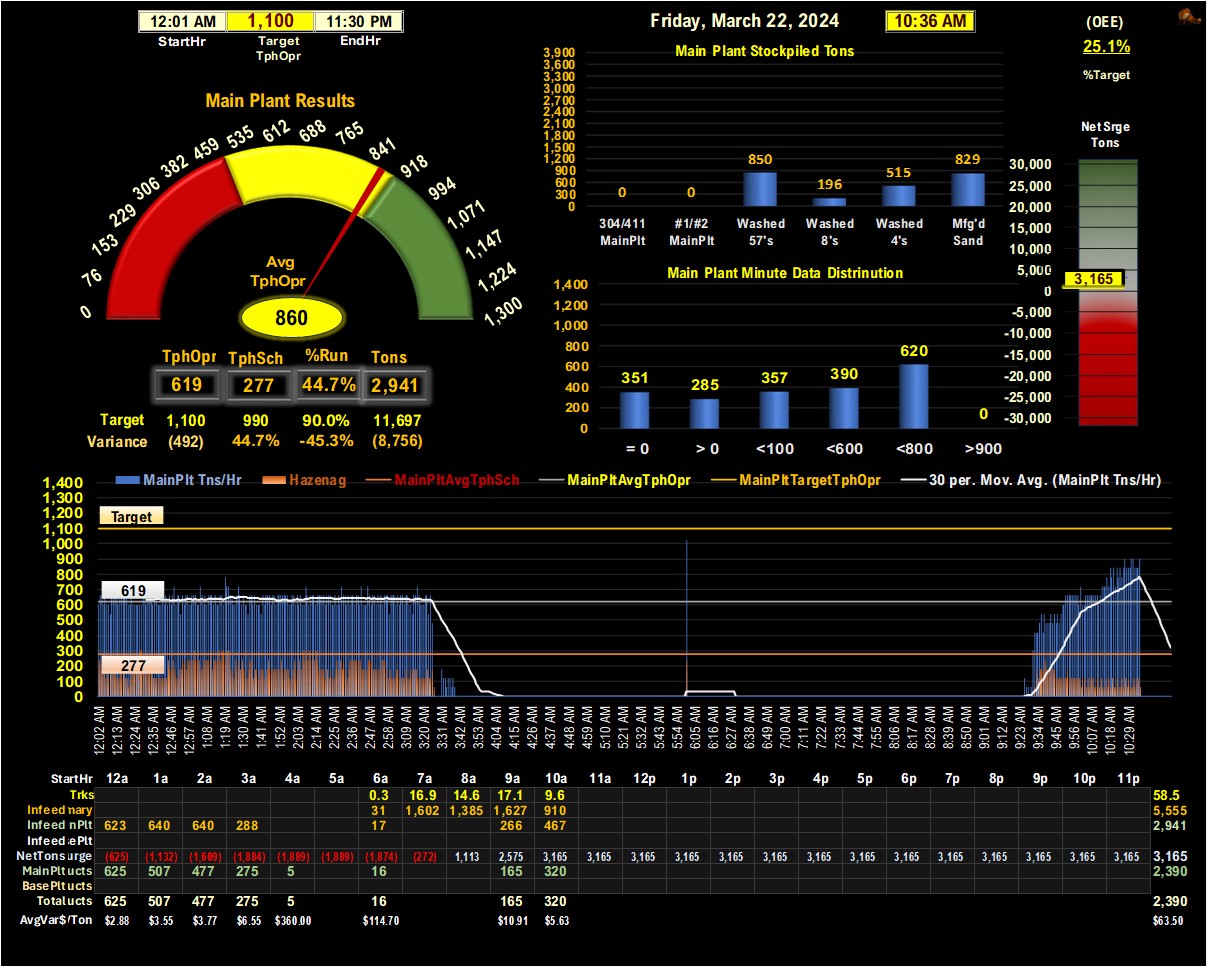 12:01 AM 1,100 11:30 PM
StartHr Target TphOpr EndHr
Friday, March 22, 2024 10:36 AM
(OEE)
25.1%
%Target
Main Plant Results
0 76 153 229 306 382 459 535 612 688 765 841 918 994 1,071 1,147 1,224 1,300
Avg
TphOpr
860
TphOpr TphSch %Run Tons
619 277 44.7% 2,941
Target 1,100 990 90.0% 11,697
Variance (492) 44.7% -45.3% (8,756)
Main Plant Stockpiled Tons
3,900
3,600
3,300
3,000
2,700
2,400
2,100
1,800
1,500
1,200
900
600
300
0
0 0 850 196 515 829
304/411 #1/#2 Washed Washed Washed Mfg'd
MainPlt MainPlt 57's 8's 4's Sand
Main Plant Minute Data Distrinution
1,400
1,200
1,000
800
600
400
200
0
351 285 357 390 620 0
= 0 > 0 <100 <600 <800 >900
NetSrge
Tons
30,000
25,000
20,000
15,000
10,000
5,000
3,165
0
-5,000
-10,000
-15,000
-20,000
-25,000
-30,000
MainPlt Tns/Hr Hazenag MainPltAvgTphSch MainPltAvgTphOpr MainPltTargetTphOpr 30 per. Mov. Avg. (MainPlt Tns/Hr)
1,400
1,300
1,200
1,100
1,000
900
800
700
600
500
400
300
200
100
0
Target
619
277
12:02 AM 12:13 AM 12:24 AM 12:35 AM 12:46 AM 12:57 AM 1:08 AM 1:19 AM 1:30 AM 1:41 AM 1:52 AM 2:03 AM 2:14 AM 2:25 AM 2:36 AM 2:47 AM 2:58 AM 3:09 AM 3:20 AM 3:31 AM 3:42 AM 3:53 AM 4:04 AM 4:15 AM 4:26 AM 4:37 AM 4:48 AM 4:59 AM 5:10 AM 5:21 AM 5:32 AM 5:43 AM 5:54 AM 6:05 AM 6:16 AM 6:27 AM 6:38 AM 6:49 AM 7:00 AM 7:11 AM 7:22 AM 7:33 AM 7:44 AM 7:55 AM 8:06 AM 8:17 AM 8:28 AM 8:39 AM 8:50 AM 9:01 AM 9:12 AM 9:23 AM 9:34 AM 9:45 AM 9:56 AM 10:07 AM 10:18 AM 10:29 AM
StartHr 12a 1a 2a 3a 4a 5a 6a 7a 8a 9a 10a 11a 12p 1p 2p 3p 4p 5p 6p 7p 8p 9p 10p 11p
Trks 0.3 16.9 14.6 17.1 9.6 58.5
Infeed nary 31 1,602 1,385 1,627 910 5,555
Infeed nPlt 623 640 640 288 17 266 467 2,941
Infeed ePlt
NetTons urge (625) (1,132) (1,609) (1,884) (1,889) (1,889) (1,874) (272) 1,113 2,575 3,165 3,165 3,165 3,165 3,165 3,165 3,165 3,165 3,165 3,165 3,165 3,165 3,165 3,165 3,165
MainPlt ucts 625 507 477 275 5 16 165 320 2,390
BasePlt ucts
Total ucts 625 507 477 275 5 16 165 320 2,390
AvgVar$/Ton $2.88 $3.55 $3.77 $6.55 $360.00 $114.70 $10.91 $5.63 $63.50